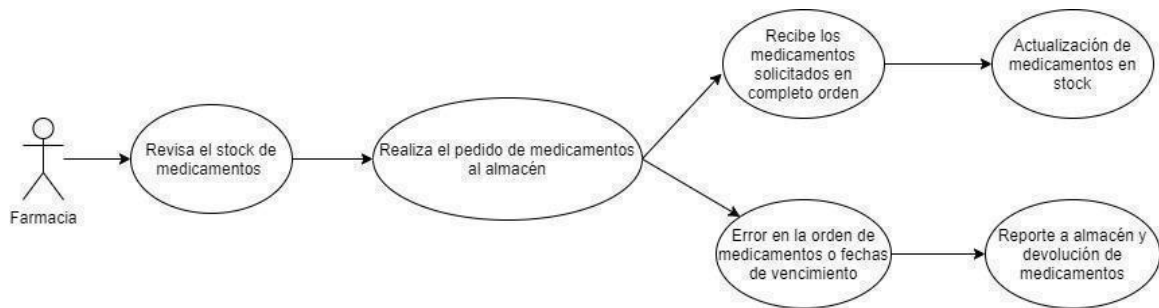 Farmacia
Revisa el stock de
medicamentos
Realiza el pedido de medicamentos
al almacén
Recibe los
medicamentos
solicitados en
completo orden
Actualización de
medicamentos en
stock
Error en la orden de
medicamentos o fechas
de vencimiento
Reporte a almacén y
devolución de
medicamentos